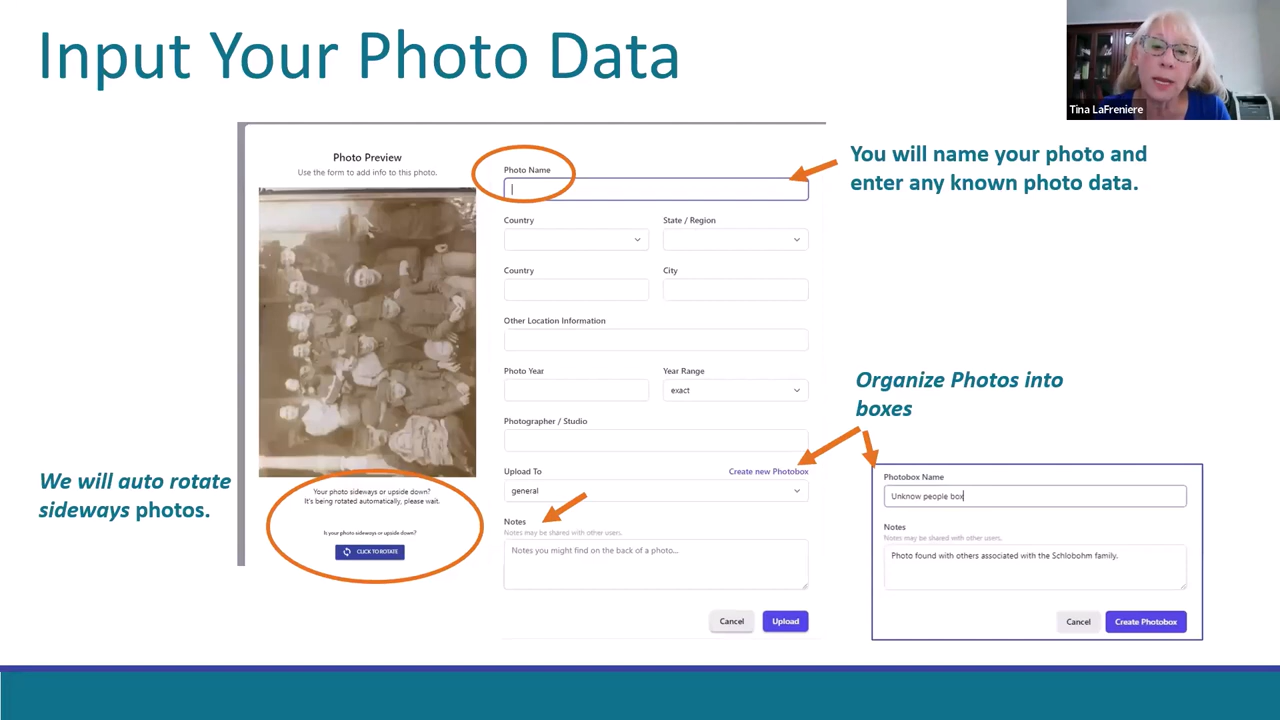 Input Your Photo Data
Tina LaFreniere
Photo Preview
Use the form to add info to this photo.
Photo Name
You will name your photo and
enter any known photo data.
Country
State / Region
Country
City
Other Location Information
Photo Year
Year Range
exact
Photographer / Studio
Upload To
Create new Photobox
general
Notes
Notes may be shared with other users.
Notes you might find on the back of a photo...
Cancel
Upload
We will auto rotate
sideways photos.
Your photo sideways or upside down?
It's being rotated automatically, please wait.
Is your photo sideways or upside down?
CLICK TO ROTATE
Organize Photos into
boxes
Photobox Name
Unknow people box
Notes
Notes may be shared with other users.
Photo found with others associated with the Schlobohm family.
Cancel
Create Photobox